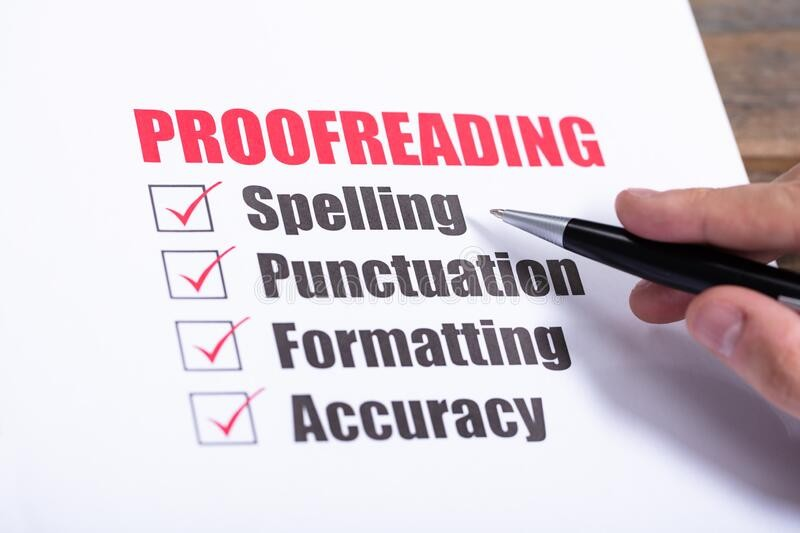 PROOFREADING
Spelling
Punctuation
Formatting
Accuracy